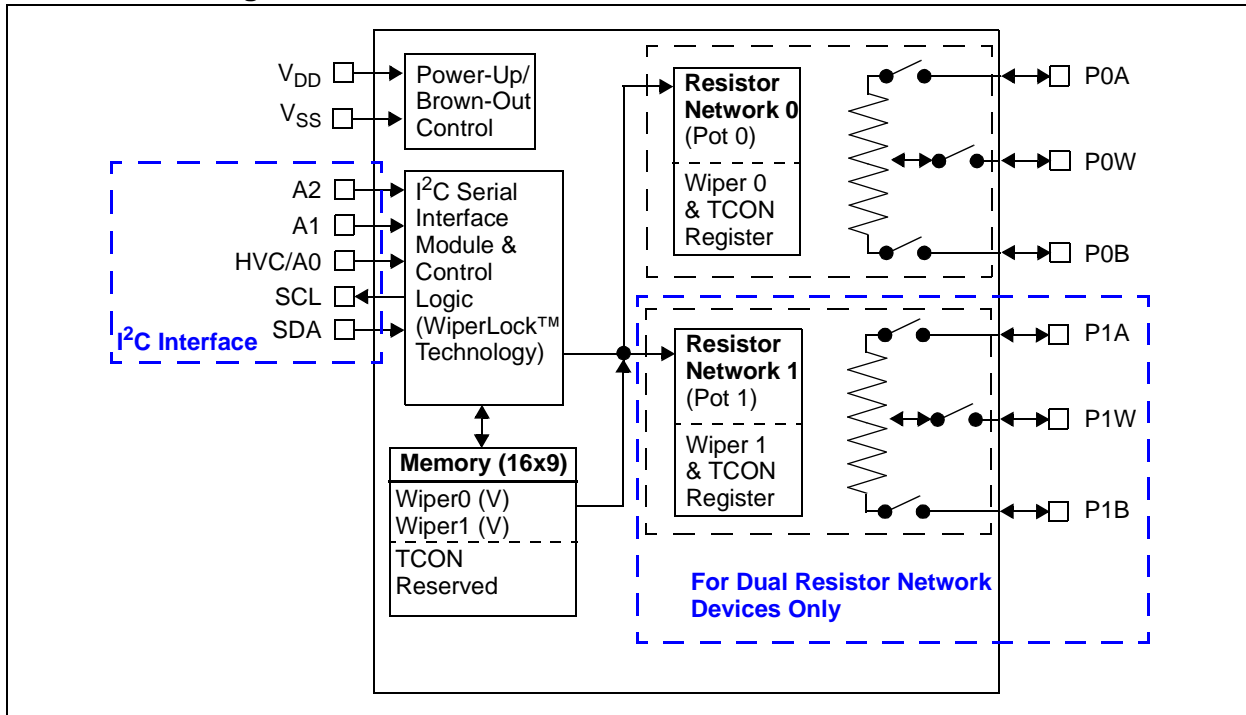 V_DD
V_SS
Power-Up/
Brown-Out
Control
A2
A1
HVC/A0
SCL
SDA
I²C Interface
I²C Serial
Interface
Module &
Control
Logic
(WiperLock™
Technology)
Memory (16x9)
Wiper0 (V)
Wiper1 (V)
TCON
Reserved
Resistor
Network 0
(Pot 0)
Wiper 0
& TCON
Register
P0A
P0W
P0B
Resistor
Network 1
(Pot 1)
Wiper 1
& TCON
Register
P1A
P1W
P1B
For Dual Resistor Network
Devices Only